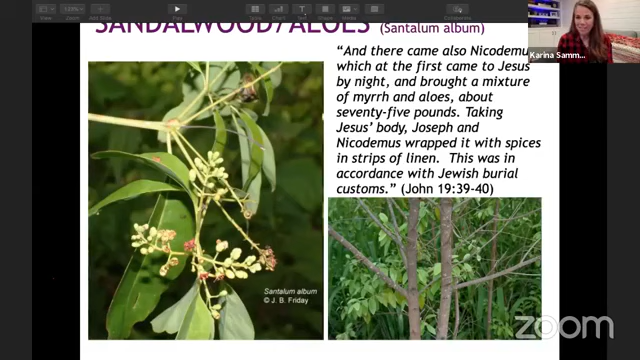 SANDALWOOD/ALOES (Santalum album)
“And there came also Nicodemu
which at the first came to Jesus
by night, and brought a mixture
of myrrh and aloes, about
seventy-five pounds. Taking
Jesus’ body, Joseph and
Nicodemus wrapped it with spices
in strips of linen.  This was in
accordance with Jewish burial
customs.” (John 19:39-40)
Santalum album
© J. B. Friday
Karina Samm...
zoom